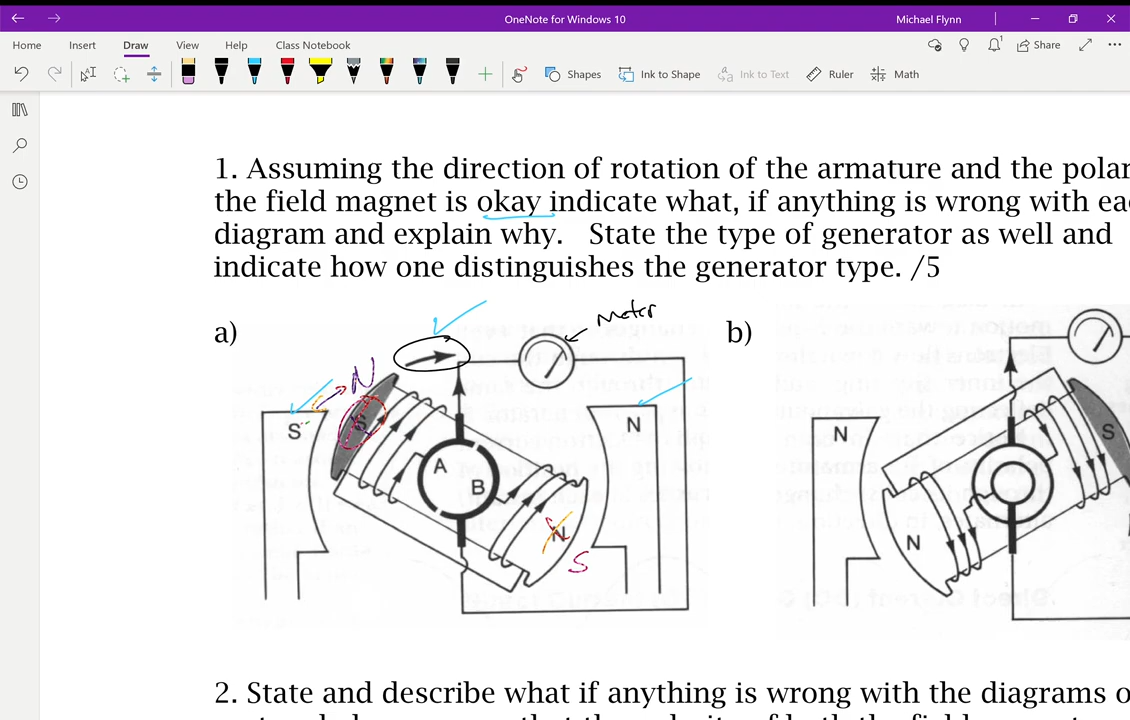 OneNote for Windows 10
Michael Flynn
Home Insert Draw View Help Class Notebook
Share
Shapes Ink to Shape Ink to Text Ruler Math
1. Assuming the direction of rotation of the armature and the polar
the field magnet is okay indicate what, if anything is wrong with ea
diagram and explain why. State the type of generator as well and
indicate how one distinguishes the generator type. /5
a)
Meter
b)
N
S
S
N
A
B
N
S
N
S
N
2. State and describe what if anything is wrong with the diagrams o